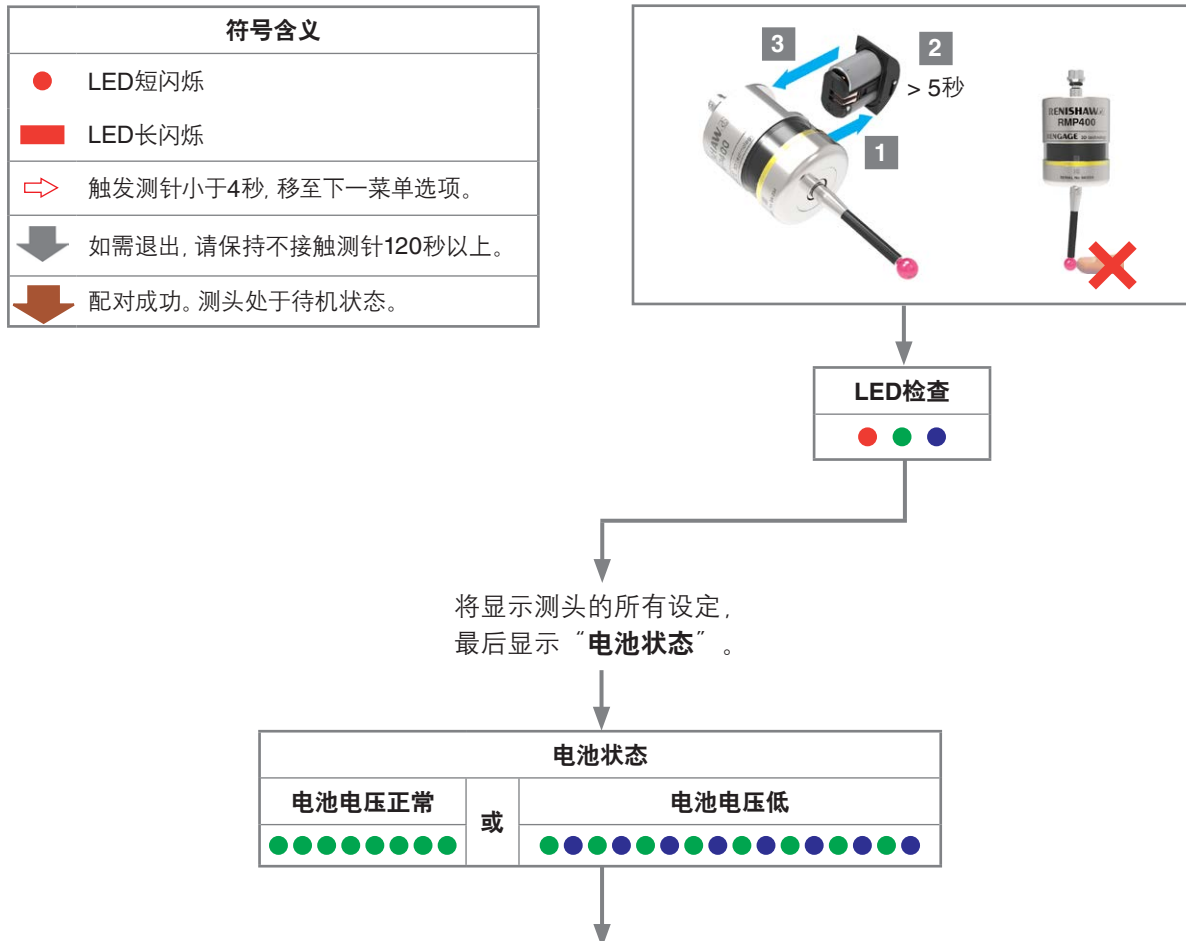 符号含义
LED短闪烁
LED长闪烁
触发测针小于4秒, 移至下一菜单选项。
如需退出, 请保持不接触测针120秒以上。
配对成功。测头处于待机状态。
3
2
> 5秒
1
RENISHAW
RMP400
RENGAGE
LED检查
将显示测头的所有设定,
最后显示“电池状态”。
电池状态
电池电压正常
或
电池电压低